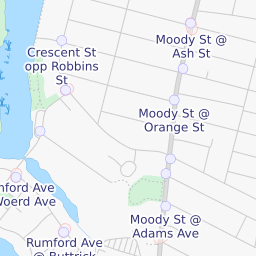 Moody St @
Ash St
Crescent St
opp Robbins
St
Moody St @
Orange St
Ave
Woerd Ave
Moody St @
Adams Ave
Rumford Ave
@ Buttrick